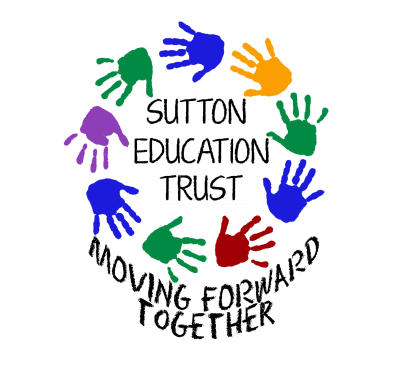 SUTTON
EDUCATION
TRUST
MOVING FORWARD
TOGETHER